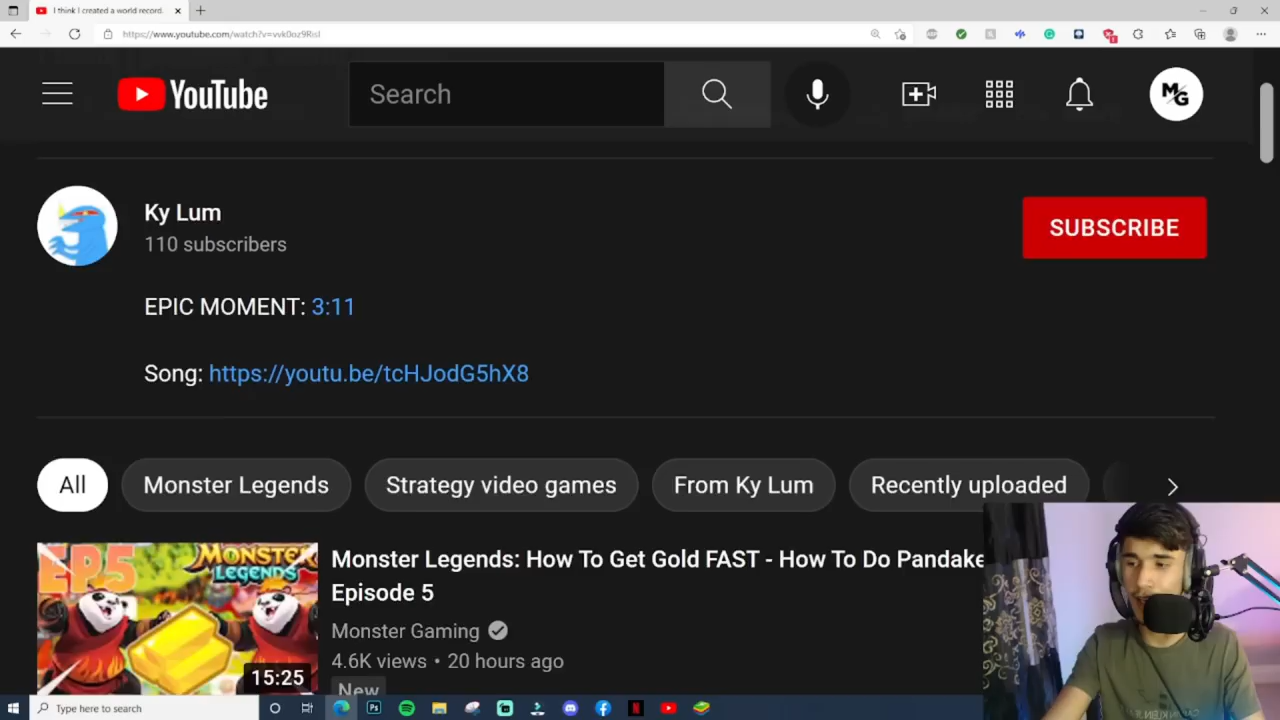 I think I created a world record.
https://www.youtube.com/watch?v=vvk0oz9RisI
YouTube
Search
M/G
Ky Lum
110 subscribers
SUBSCRIBE
EPIC MOMENT: 3:11
Song: https://youtu.be/tcHJodG5hX8
All
Monster Legends
Strategy video games
From Ky Lum
Recently uploaded
EP5
MONSTER
LEGENDS
15:25
Monster Legends: How To Get Gold FAST - How To Do Pandake
Episode 5
Monster Gaming
4.6K views • 20 hours ago
New
Type here to search